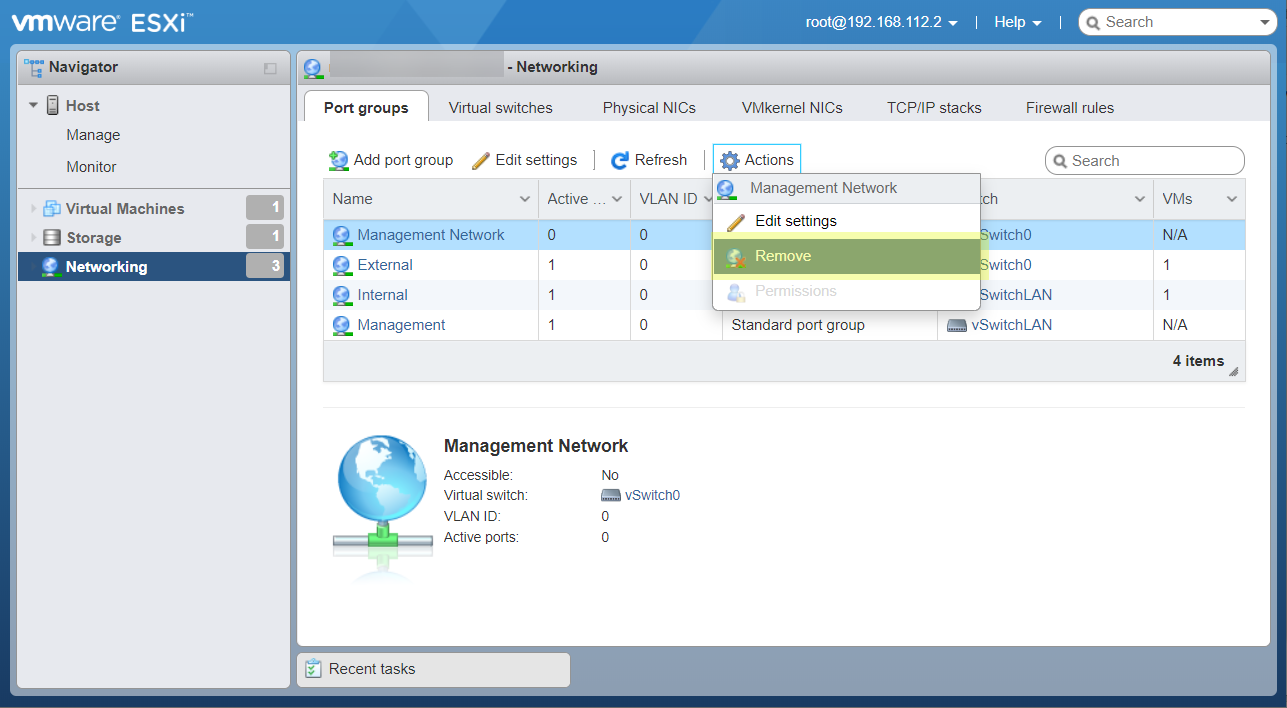 vmware® ESXi™
root@192.168.112.2 | Help | Search
Navigator
Host
Manage
Monitor
Virtual Machines 1
Storage 1
Networking 3
- Networking
Port groups Virtual switches Physical NICs VMkernel NICs TCP/IP stacks Firewall rules
Add port group Edit settings | Refresh | Actions Search
Management Network
Edit settings
Remove
Permissions
Name Active ... VLAN ID tch VMs
Management Network 0 0 Switch0 N/A
External 1 0 Switch0 1
Internal 1 0 SwitchLAN 1
Management 1 0 Standard port group vSwitchLAN N/A
4 items
Management Network
Accessible: No
Virtual switch: vSwitch0
VLAN ID: 0
Active ports: 0
Recent tasks